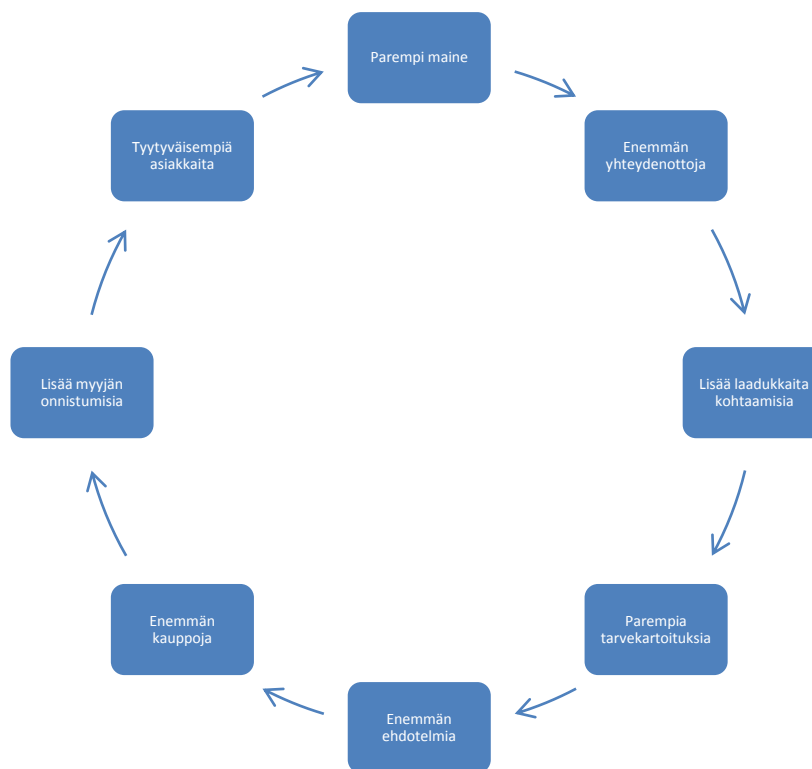 Parempi maine
Enemmän
yhteydenottoja
Lisää laadukkaita
kohtaamisia
Parempia
tarvekartoituksia
Enemmän
ehdotelmia
Enemmän
kauppoja
Lisää myyjän
onnistumisia
Tyytyväisempiä
asiakkaita